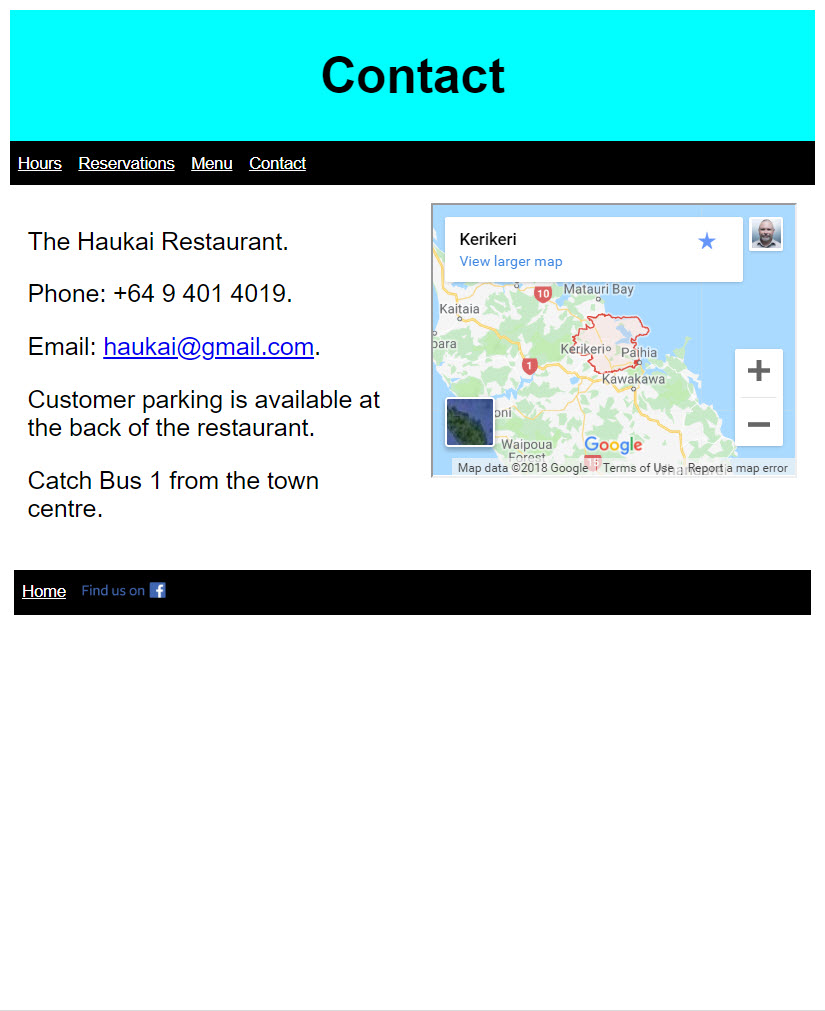 Contact
Hours Reservations Menu Contact
The Haukai Restaurant.
Phone: +64 9 401 4019.
Email: haukai@gmail.com.
Customer parking is available at
the back of the restaurant.
Catch Bus 1 from the town
centre.
Kerikeri
View larger map
10
Matauri Bay
Kaitaia
Kerikeri
Paihia
1
Kawakawa
Waipoua
Forest
Google
Map data ©2018 Google Terms of Use Report a map error
Home Find us on f